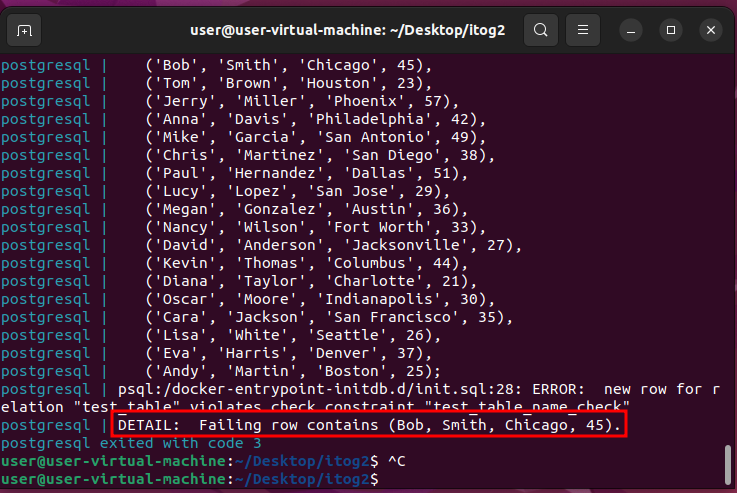 user@user-virtual-machine: ~/Desktop/itog2
postgresql |    ('Bob', 'Smith', 'Chicago', 45),
postgresql |    ('Tom', 'Brown', 'Houston', 23),
postgresql |    ('Jerry', 'Miller', 'Phoenix', 57),
postgresql |    ('Anna', 'Davis', 'Philadelphia', 42),
postgresql |    ('Mike', 'Garcia', 'San Antonio', 49),
postgresql |    ('Chris', 'Martinez', 'San Diego', 38),
postgresql |    ('Paul', 'Hernandez', 'Dallas', 51),
postgresql |    ('Lucy', 'Lopez', 'San Jose', 29),
postgresql |    ('Megan', 'Gonzalez', 'Austin', 36),
postgresql |    ('Nancy', 'Wilson', 'Fort Worth', 33),
postgresql |    ('David', 'Anderson', 'Jacksonville', 27),
postgresql |    ('Kevin', 'Thomas', 'Columbus', 44),
postgresql |    ('Diana', 'Taylor', 'Charlotte', 21),
postgresql |    ('Oscar', 'Moore', 'Indianapolis', 30),
postgresql |    ('Cara', 'Jackson', 'San Francisco', 35),
postgresql |    ('Lisa', 'White', 'Seattle', 26),
postgresql |    ('Eva', 'Harris', 'Denver', 37),
postgresql |    ('Andy', 'Martin', 'Boston', 25);
postgresql | psql:/docker-entrypoint-initdb.d/init.sql:28: ERROR:  new row for r
elation "test_table" violates check constraint "test_table_name_check"
postgresql | DETAIL:  Failing row contains (Bob, Smith, Chicago, 45).
postgresql exited with code 3
user@user-virtual-machine:~/Desktop/itog2$ ^C
user@user-virtual-machine:~/Desktop/itog2$